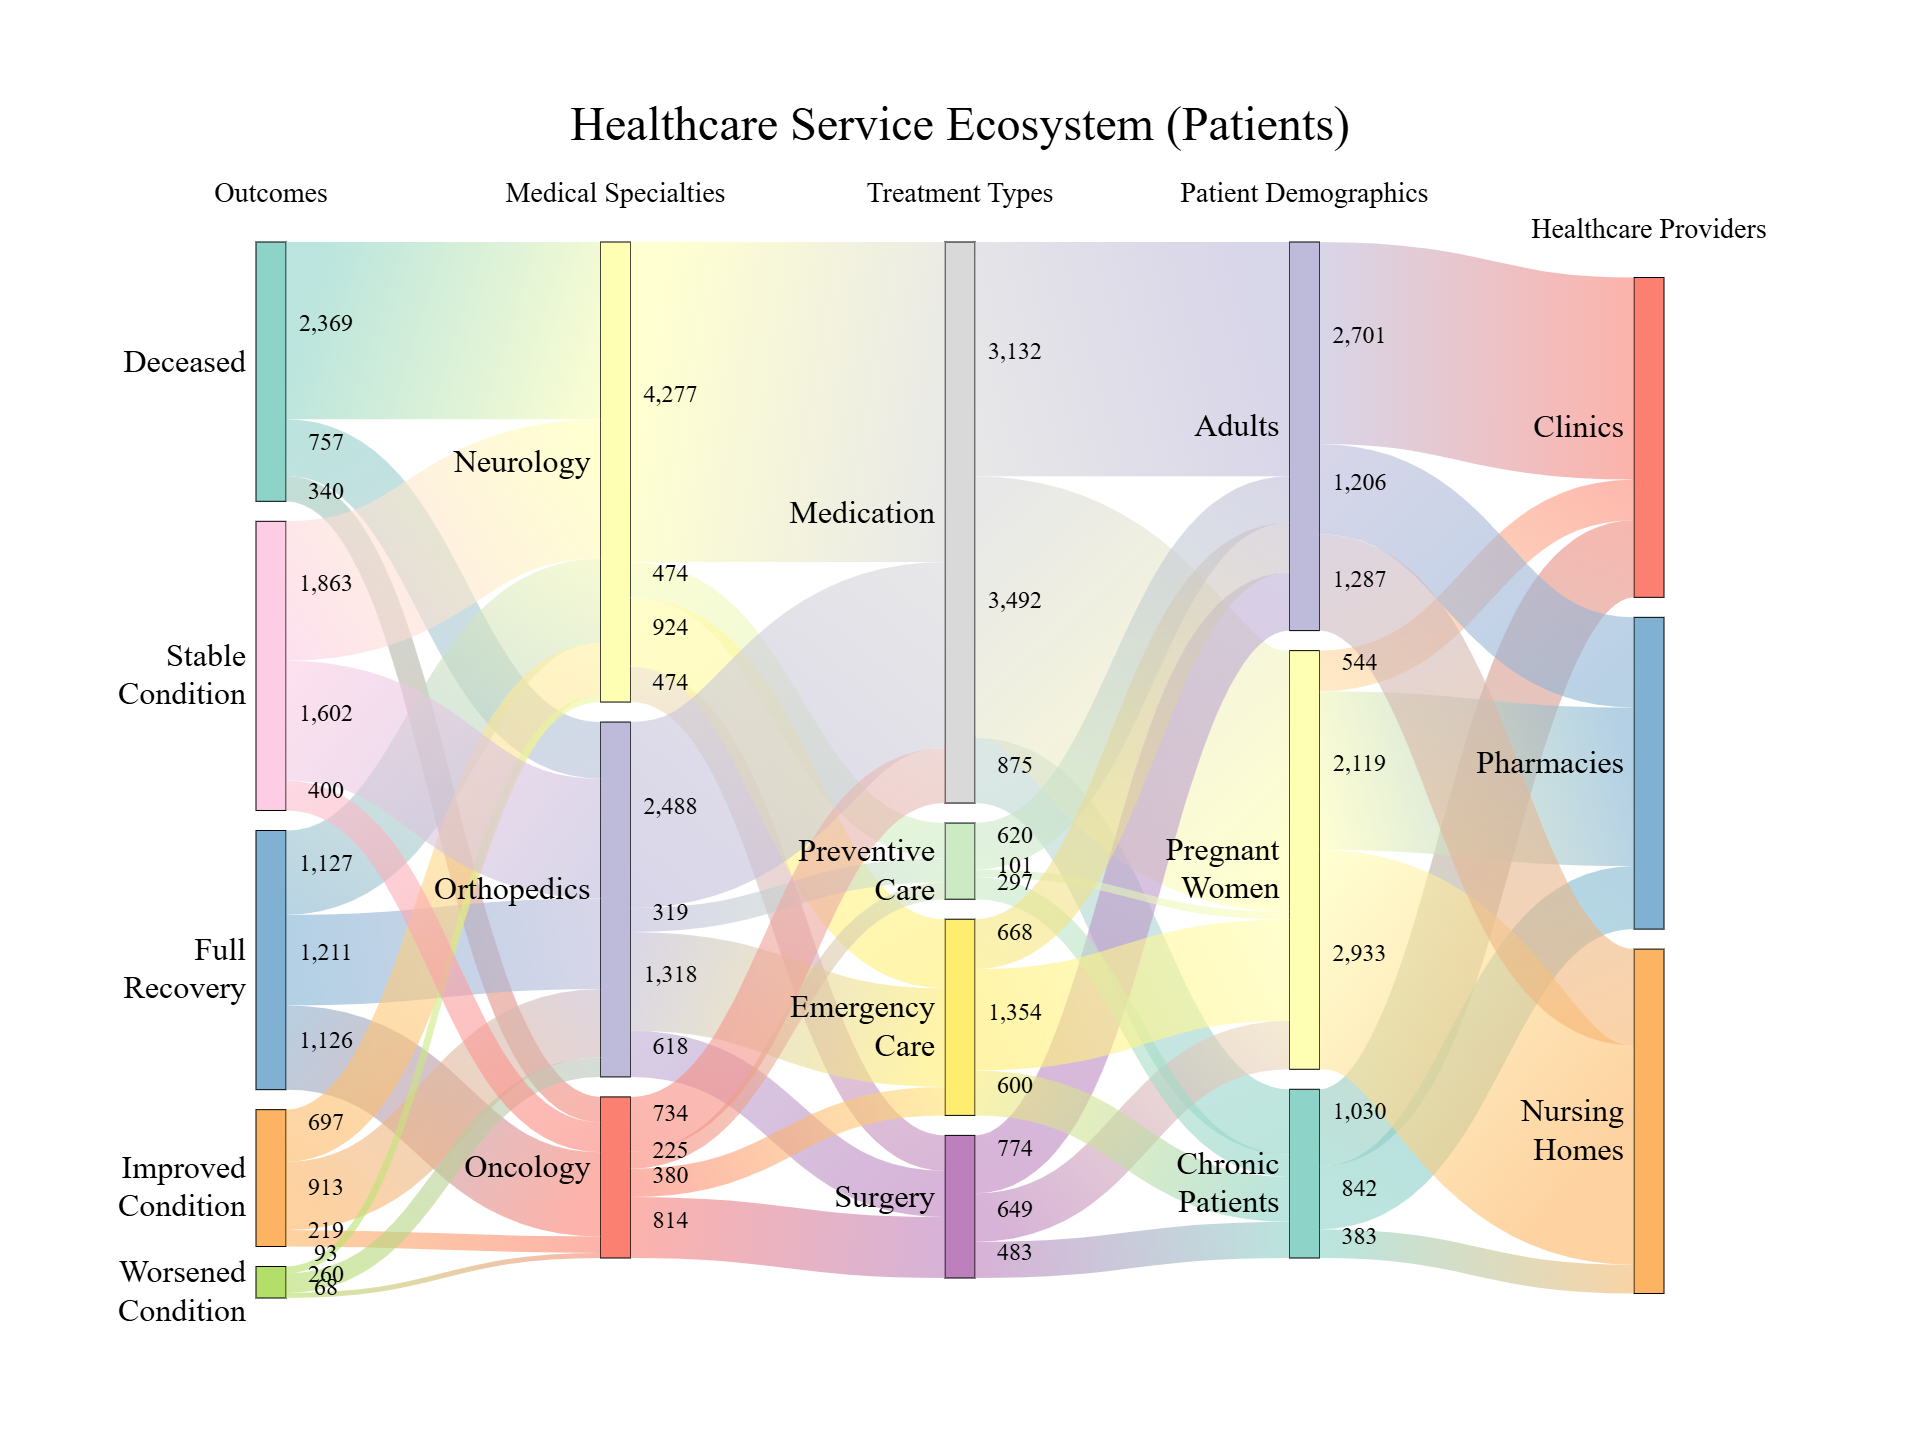 Healthcare Service Ecosystem (Patients)
Outcomes
Medical Specialties
Treatment Types
Patient Demographics
Healthcare Providers
Deceased
2,369
757
340
Stable
Condition
1,863
1,602
400
Full
Recovery
1,127
1,211
1,126
Improved
Condition
697
913
219
Worsened
Condition
93
260
68
Neurology
4,277
474
924
474
Orthopedics
2,488
319
1,318
618
Oncology
734
225
380
814
Medication
3,132
3,492
875
Preventive
Care
620
101
297
Emergency
Care
668
1,354
600
Surgery
774
649
483
Adults
2,701
1,206
1,287
Pregnant
Women
544
2,119
2,933
Chronic
Patients
1,030
842
383
Clinics
Pharmacies
Nursing
Homes